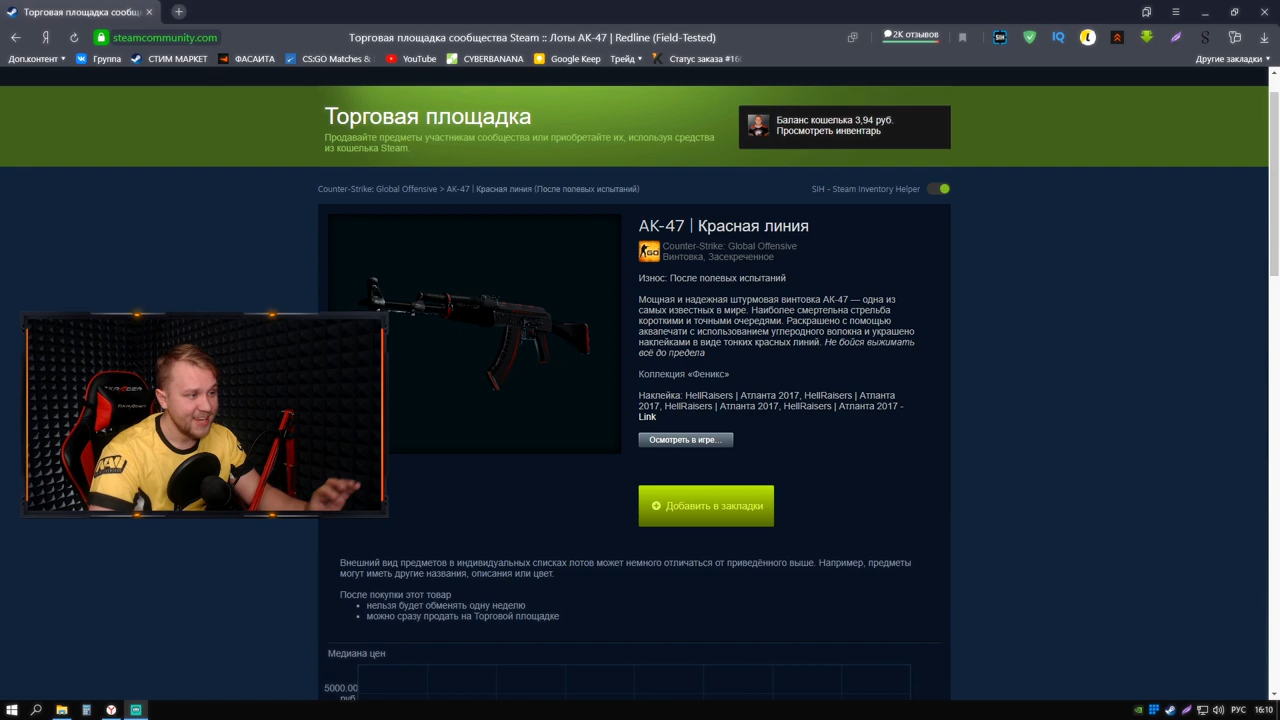 Торговая площадка сообщес
steamcommunity.com
Торговая площадка Steam :: Лоты AK-47 | Redline (Field-Tested)
2K отзывов
Доп.контент
Группа
СТИМ МАРКЕТ
ФАСАИТА
CS:GO Matches &
YouTube
CYBERBANANA
Google Keep
Трейд
Статус заказа #16
Другие закладки
Торговая площадка
Продавайте предметы участникам сообщества или приобретайте их, используя средства
из кошелька Steam.
Баланс кошелька 3,94 руб.
Просмотреть инвентарь
Counter-Strike: Global Offensive > AK-47 | Красная линия (После полевых испытаний)
SIH - Steam Inventory Helper
AK-47 | Красная линия
Counter-Strike: Global Offensive
Винтовка, Засекреченное
Износ: После полевых испытаний
Мощная и надежная штурмовая винтовка АК-47 — одна из
самых известных в мире. Наиболее смертельна стрельба
короткими и точными очередями. Раскрашено с помощью
аквапечати с использованием углеродного волокна и украшено
наклейками в виде тонких красных линий. Не бойся выжимать
всё до предела
Коллекция «Феникс»
Наклейка: HellRaisers | Атланта 2017, HellRaisers | Атланта
2017, HellRaisers | Атланта 2017, HellRaisers | Атланта 2017 -
Link
Осмотреть в игре...
Добавить в закладки
Внешний вид предметов в индивидуальных списках лотов может немного отличаться от приведённого выше. Например, предметы
могут иметь другие названия, описания или цвет.
После покупки этот товар
• нельзя будет обменять одну неделю
• можно сразу продать на Торговой площадке
Медиана цен
5000.00
руб
РУС
16:10